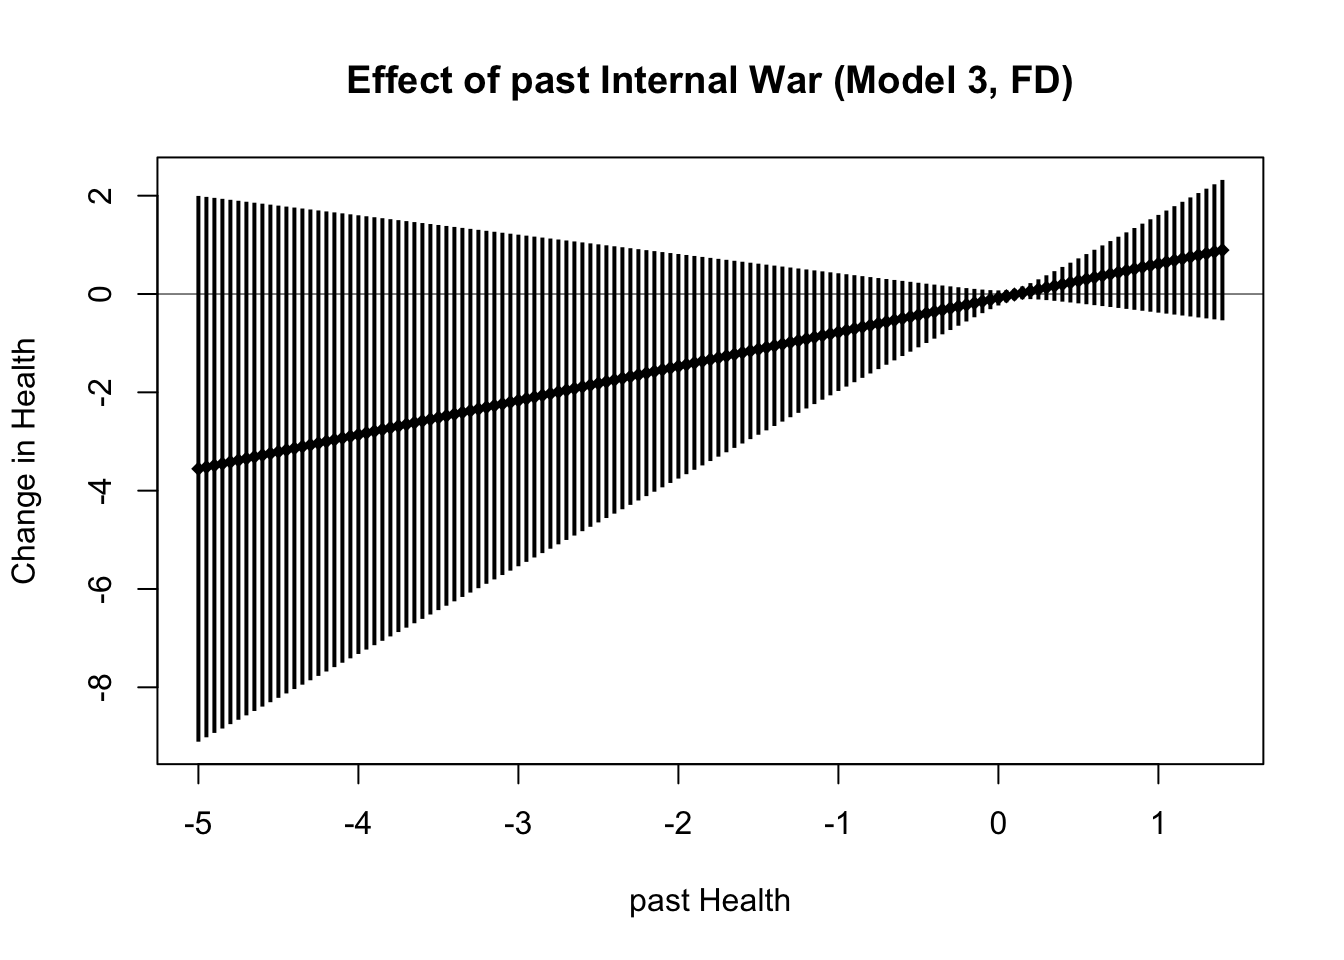 Effect of past Internal War (Model 3, FD)
Change in Health
2
0
-2
-4
-6
-8
-5 -4 -3 -2 -1 0 1
past Health